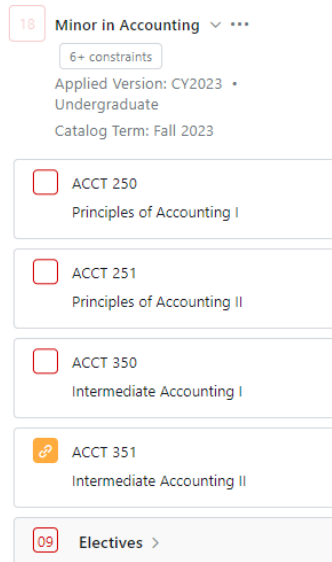 18 Minor in Accounting
6+ constraints
Applied Version: CY2023 •
Undergraduate
Catalog Term: Fall 2023
ACCT 250
Principles of Accounting I
ACCT 251
Principles of Accounting II
ACCT 350
Intermediate Accounting I
ACCT 351
Intermediate Accounting II
09 Electives